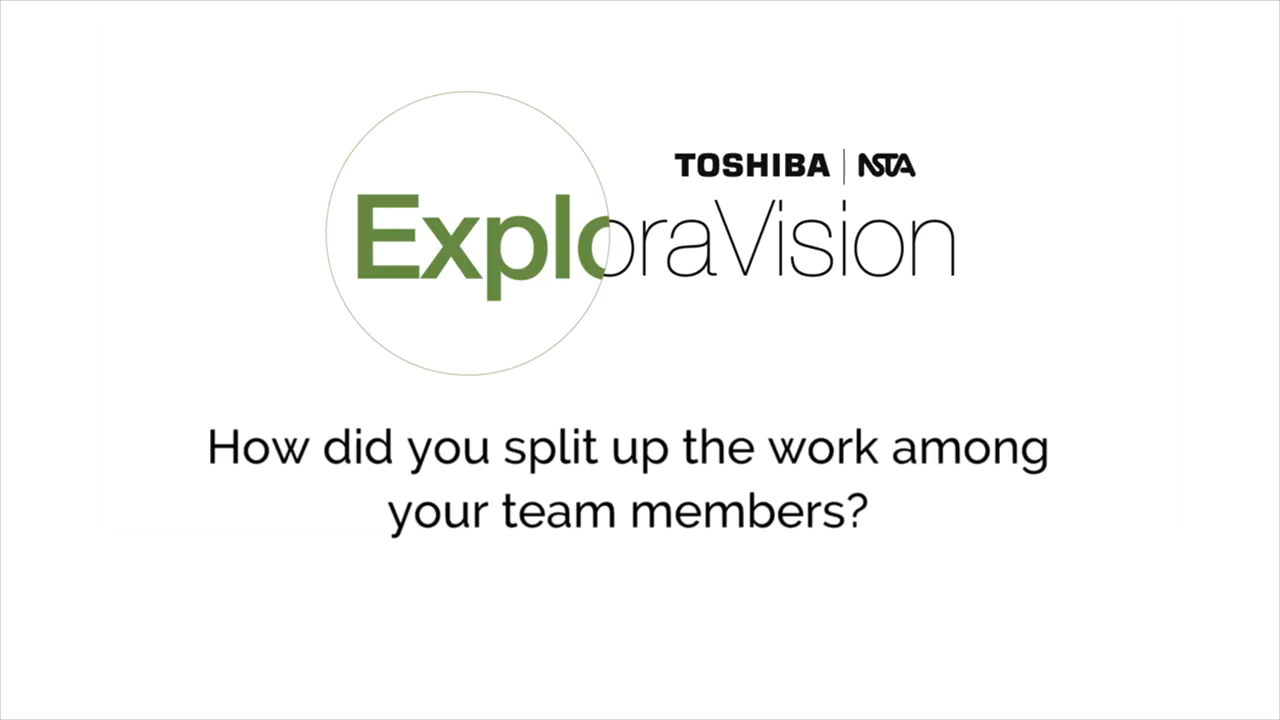 TOSHIBA | NSTA
ExploraVision
How did you split up the work among
your team members?